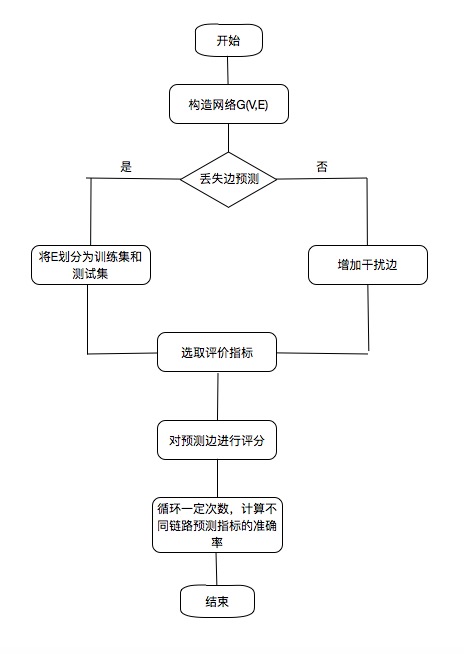 开始
构造网络G(V,E)
是
丢失边预测
否
将E划分为训练集和
测试集
增加干扰边
选取评价指标
对预测边进行评分
循环一定次数，计算不
同链路预测指标的准确
率
结束